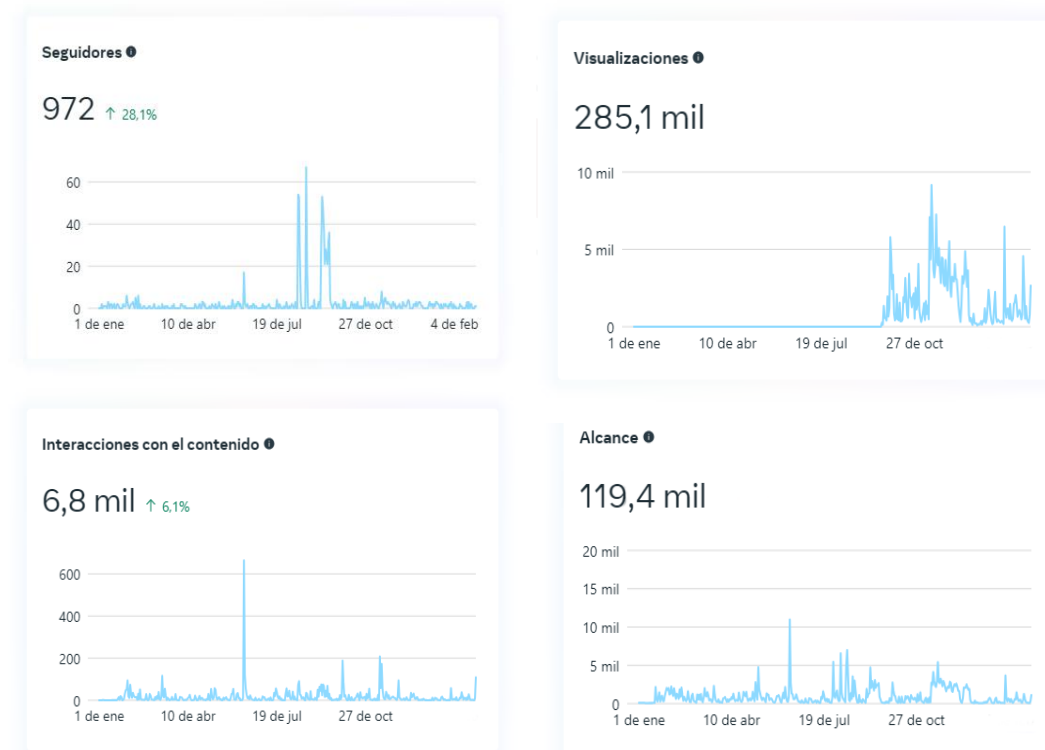 Seguidores
972 ↑ 28,1%
60
40
20
0
1 de ene 10 de abr 19 de jul 27 de oct 4 de feb
Visualizaciones
285,1 mil
10 mil
5 mil
0
1 de ene 10 de abr 19 de jul 27 de oct
Interacciones con el contenido
6,8 mil ↑ 6,1%
600
400
200
0
1 de ene 10 de abr 19 de jul 27 de oct
Alcance
119,4 mil
20 mil
15 mil
10 mil
5 mil
0
1 de ene 10 de abr 19 de jul 27 de oct